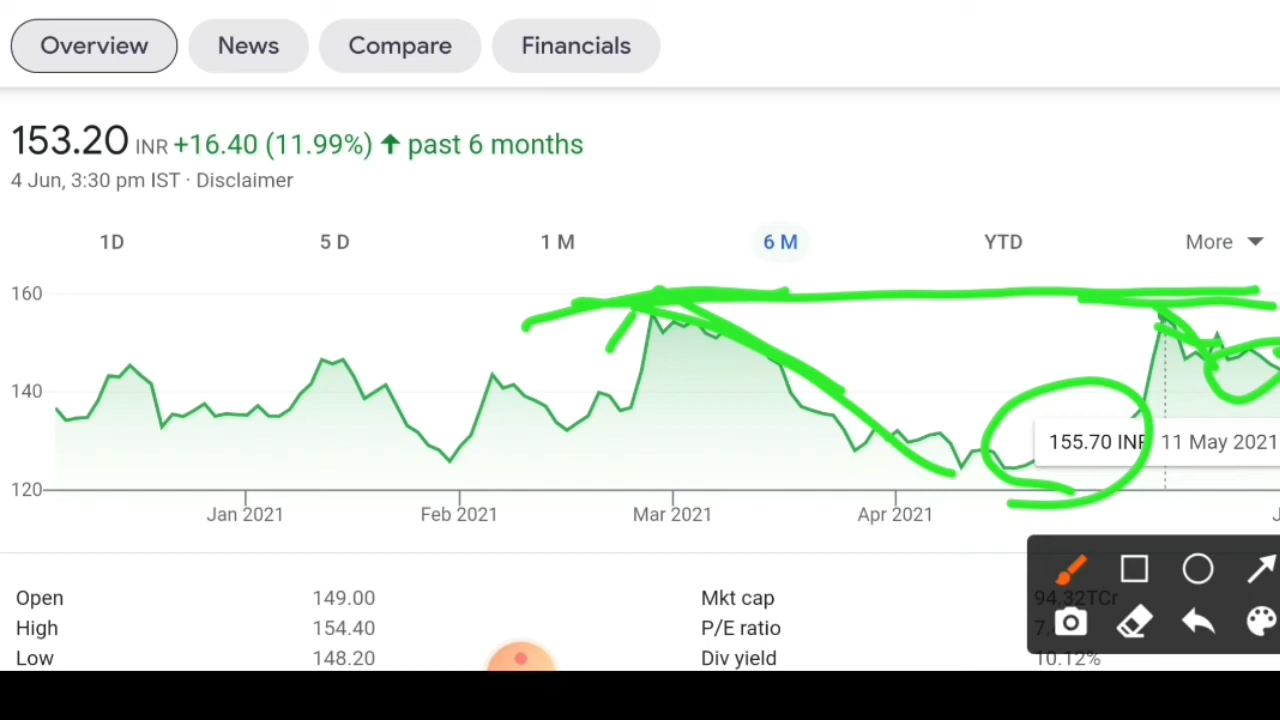 Overview News Compare Financials
153.20 INR +16.40 (11.99%) ↑ past 6 months
4 Jun, 3:30 pm IST · Disclaimer
1D 5 D 1 M 6 M YTD More
160
140
155.70 INR 11 May 2021
120
Jan 2021 Feb 2021 Mar 2021 Apr 2021
Open 149.00 Mkt cap 94.32TCr
High 154.40 P/E ratio
Low 148.20 Div yield 10.12%